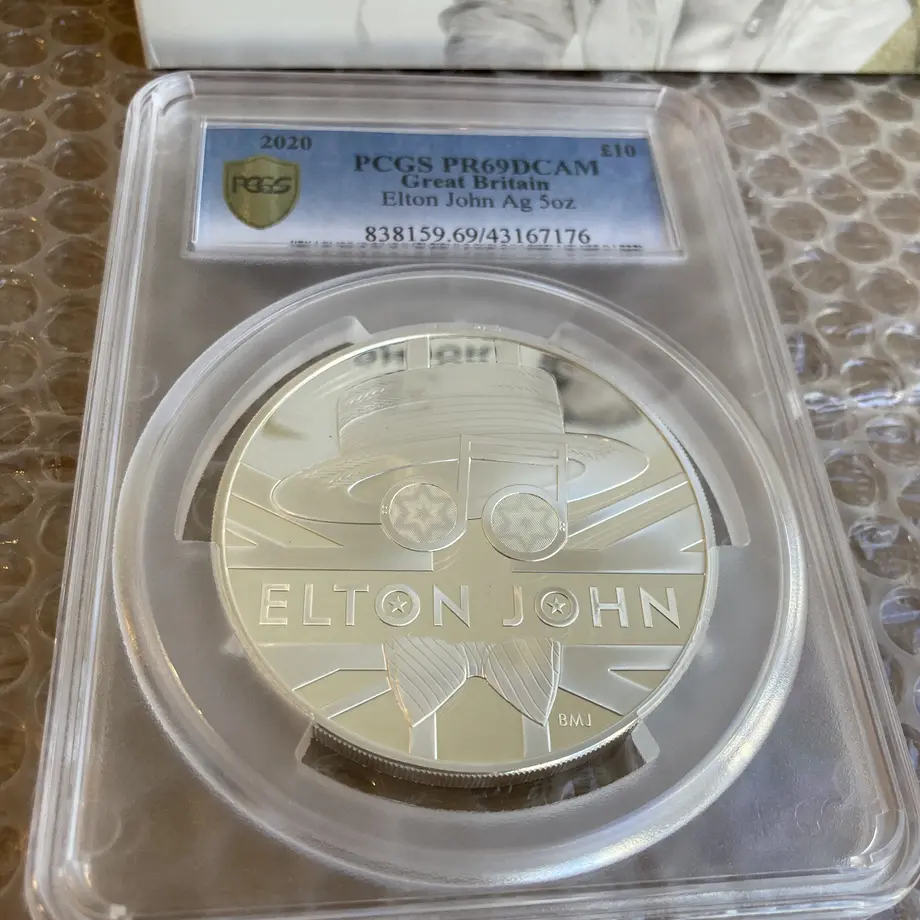 2020
£10
PCGS
PCGS PR69DCAM
Great Britain
Elton John Ag 5oz
838159.69/43167176
ELTON JOHN
BMJ